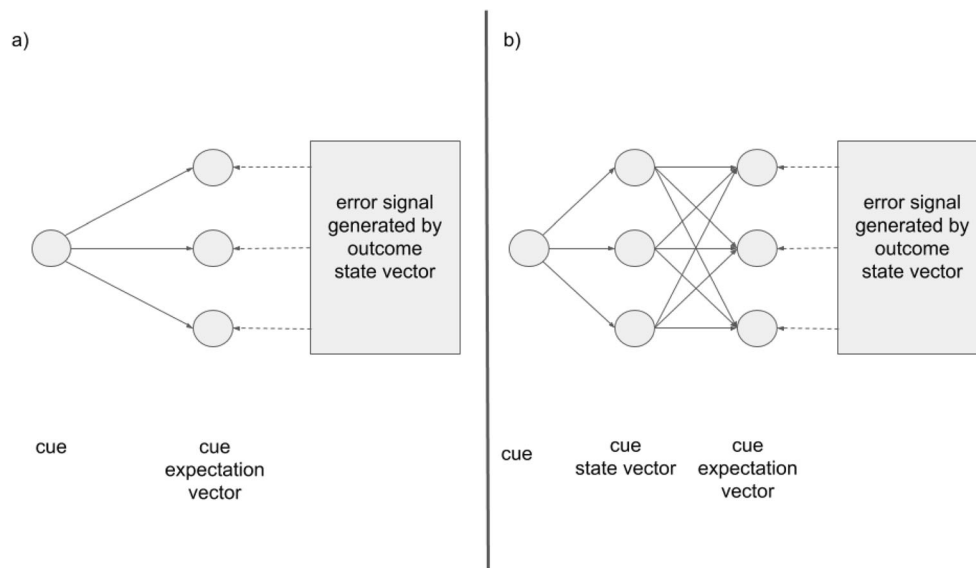 a)
error signal
generated by
outcome
state vector
cue
cue
expectation
vector
b)
error signal
generated by
outcome
state vector
cue
cue
state vector
cue
expectation
vector